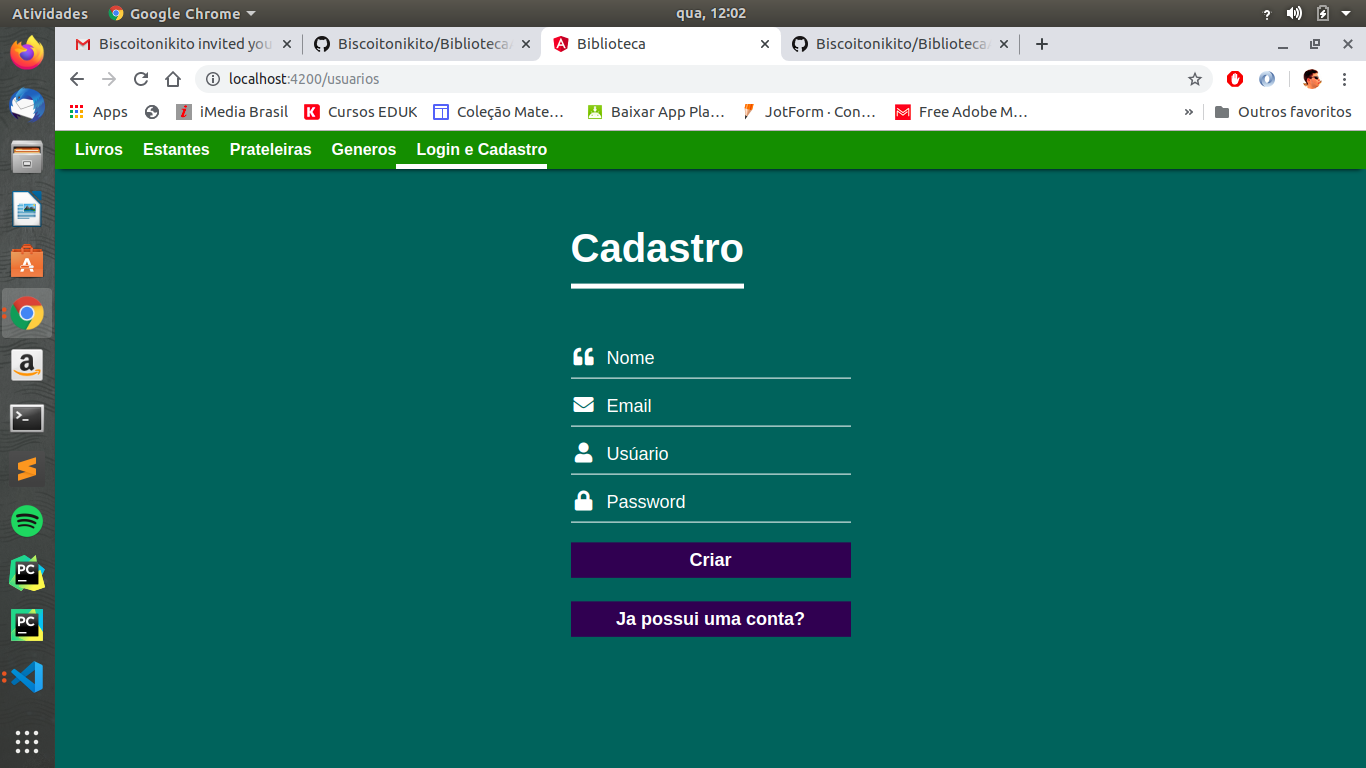 Atividades Google Chrome qua, 12:02 ?
Biscoitonikito invited you Biscoitonikito/Biblioteca Biblioteca Biscoitonikito/Biblioteca
localhost:4200/usuarios
Apps iMedia Brasil Cursos EDUK Coleção Mate… Baixar App Pla… JotForm · Con… Free Adobe M… » Outros favoritos
Livros Estantes Prateleiras Generos Login e Cadastro
Cadastro
Nome
Email
Usúario
Password
Criar
Ja possui uma conta?
PC
PC